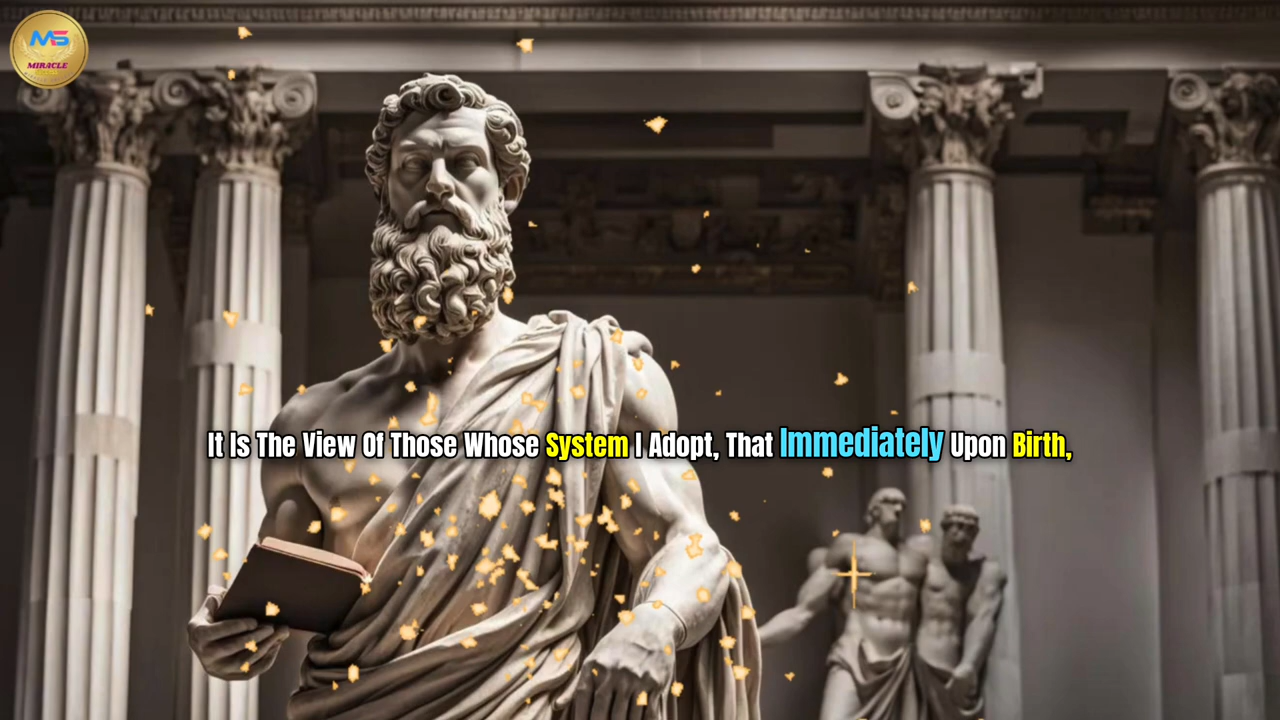 MS
MIRACLE
It Is The View Of Those Whose System I Adopt, That Immediately Upon Birth,